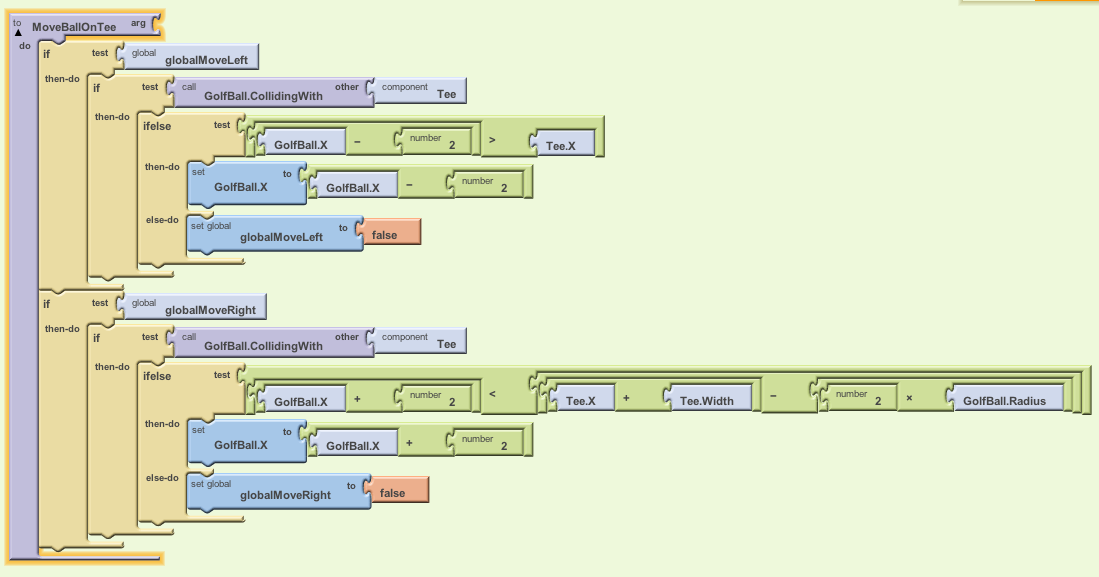 to MoveBallOnTee arg
do if test global globalMoveLeft
then-do if test call GolfBall.CollidingWith other component Tee
then-do ifelse test GolfBall.X - number 2 > Tee.X
then-do set GolfBall.X to GolfBall.X - number 2
else-do set global globalMoveLeft to false
if test global globalMoveRight
then-do if test call GolfBall.CollidingWith other component Tee
then-do ifelse test GolfBall.X + number 2 < Tee.X + Tee.Width - number 2 × GolfBall.Radius
then-do set GolfBall.X to GolfBall.X + number 2
else-do set global globalMoveRight to false